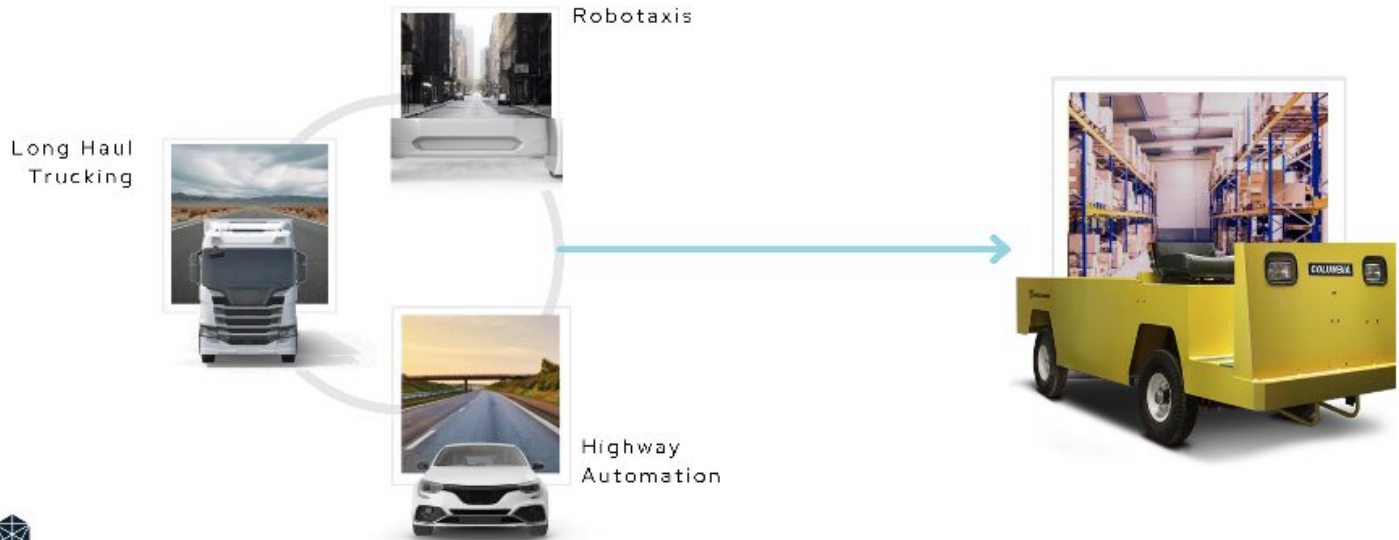 Robotaxis
Long Haul
Trucking
COLUMBIA
Highway
Automation